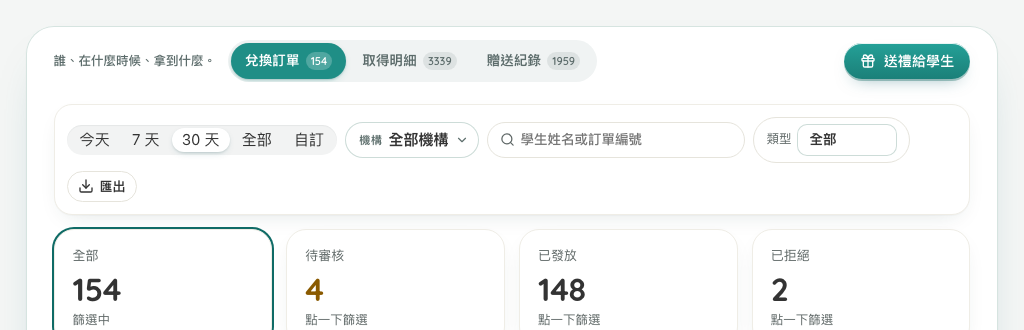 誰、在什麼時候、拿到什麼。
兌換訂單 154
取得明細 3339
贈送紀錄 1959
送禮給學生
今天
7 天
30 天
全部
自訂
機構 全部機構
學生姓名或訂單編號
類型 全部
匯出
全部
154
篩選中
待審核
4
點一下篩選
已發放
148
點一下篩選
已拒絕
2
點一下篩選